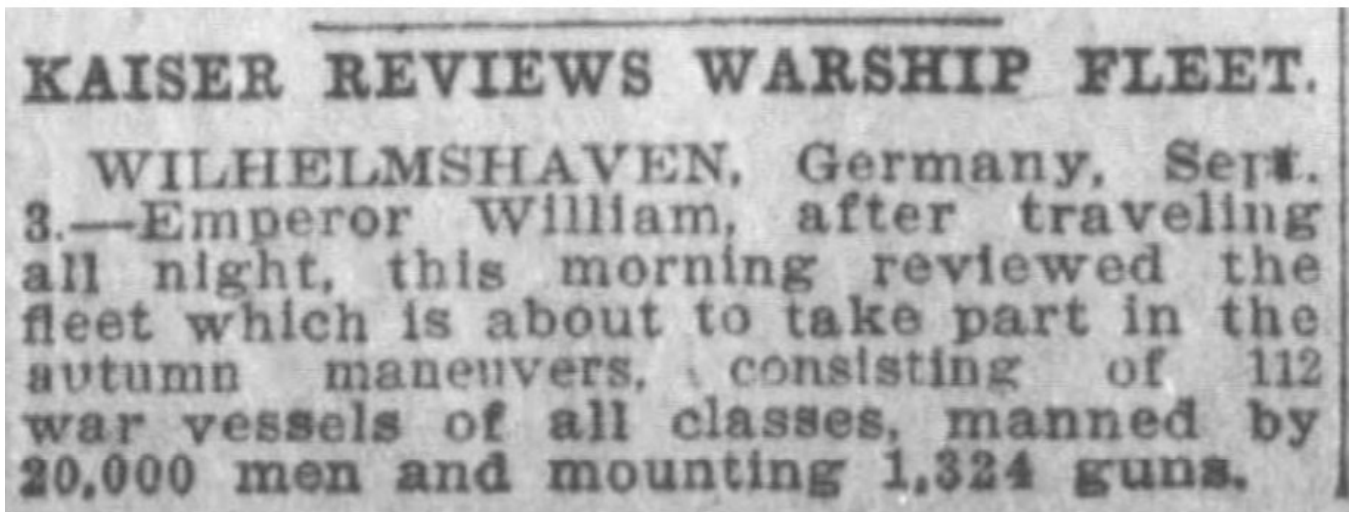 KAISER REVIEWS WARSHIP FLEET.
WILHELMSHAVEN, Germany, Sept.
3.—Emperor William, after traveling
all night, this morning reviewed the
fleet which is about to take part in the
autumn maneuvers, consisting of 112
war vessels of all classes, manned by
20,000 men and mounting 1,324 guns.